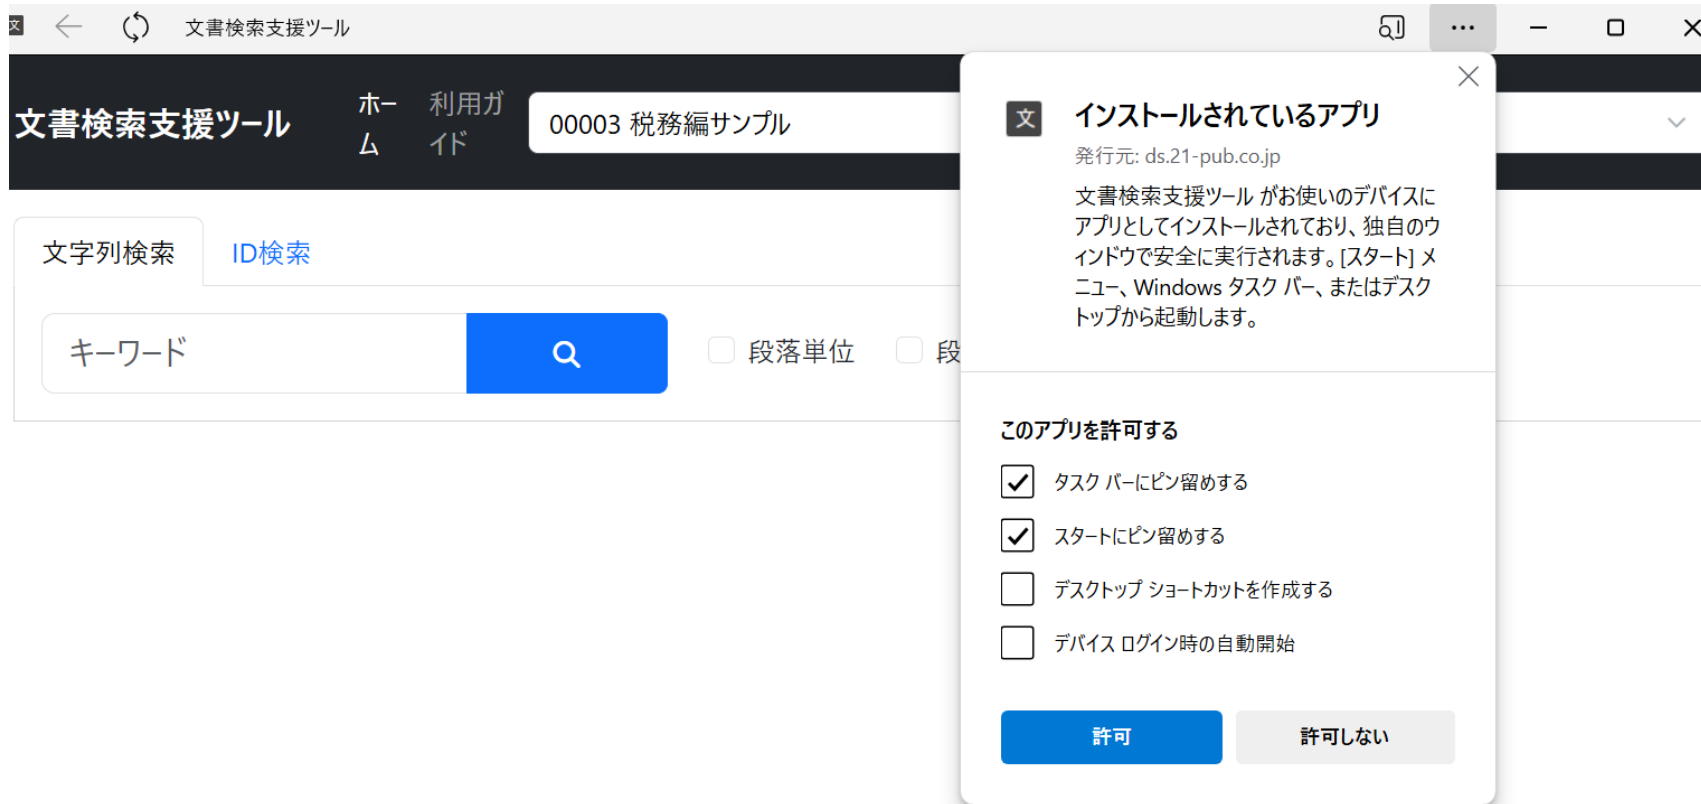 文
文書検索支援ツール
文書検索支援ツール
ホー
ム
利用ガ
イド
00003 税務編サンプル
文字列検索
ID検索
キーワード
段落単位
段
文
インストールされているアプリ
発行元: ds.21-pub.co.jp
文書検索支援ツール がお使いのデバイスに
アプリとしてインストールされており、独自のウ
ィンドウで安全に実行されます。[スタート] メ
ニュー、Windows タスク バー、またはデスク
トップから起動します。
このアプリを許可する
タスク バーにピン留めする
スタートにピン留めする
デスクトップ ショートカットを作成する
デバイス ログイン時の自動開始
許可
許可しない